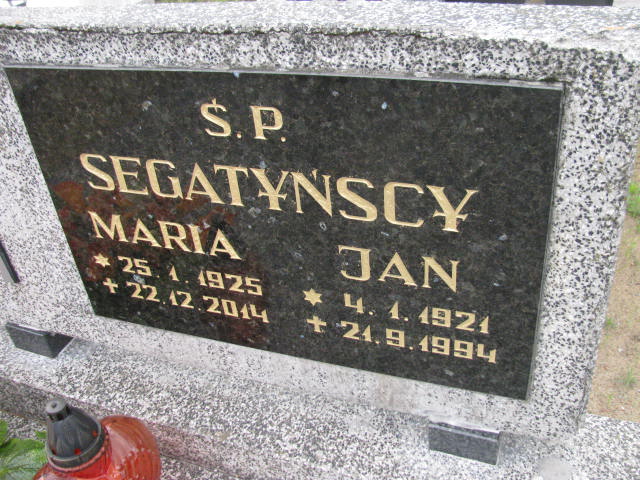 Ś.P.
SEGATYŃSCY
MARIA
* 25.1.1925
+ 22.12.2014
JAN
* 4.1.1921
+ 21.9.1994